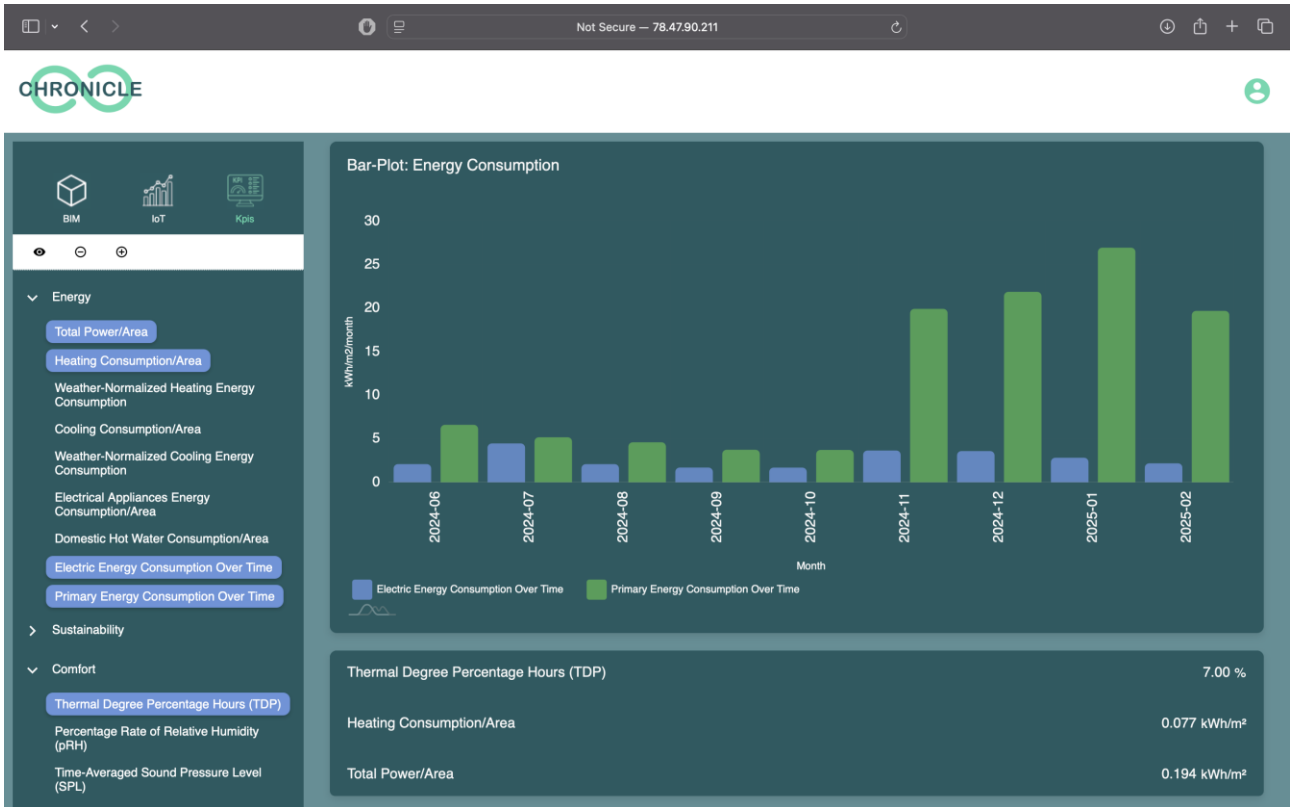 Not Secure — 78.47.90.211
CHRONICLE
BIM
IoT
Kpis
Energy
Total Power/Area
Heating Consumption/Area
Weather-Normalized Heating Energy
Consumption
Cooling Consumption/Area
Weather-Normalized Cooling Energy
Consumption
Electrical Appliances Energy
Consumption/Area
Domestic Hot Water Consumption/Area
Electric Energy Consumption Over Time
Primary Energy Consumption Over Time
Sustainability
Comfort
Thermal Degree Percentage Hours (TDP)
Percentage Rate of Relative Humidity
(pRH)
Time-Averaged Sound Pressure Level
(SPL)
Bar-Plot: Energy Consumption
kWh/m2/month
30
25
20
15
10
5
0
2024-06
2024-07
2024-08
2024-09
2024-10
2024-11
2024-12
2025-01
2025-02
Month
Electric Energy Consumption Over Time
Primary Energy Consumption Over Time
Thermal Degree Percentage Hours (TDP) 7.00 %
Heating Consumption/Area 0.077 kWh/m²
Total Power/Area 0.194 kWh/m²